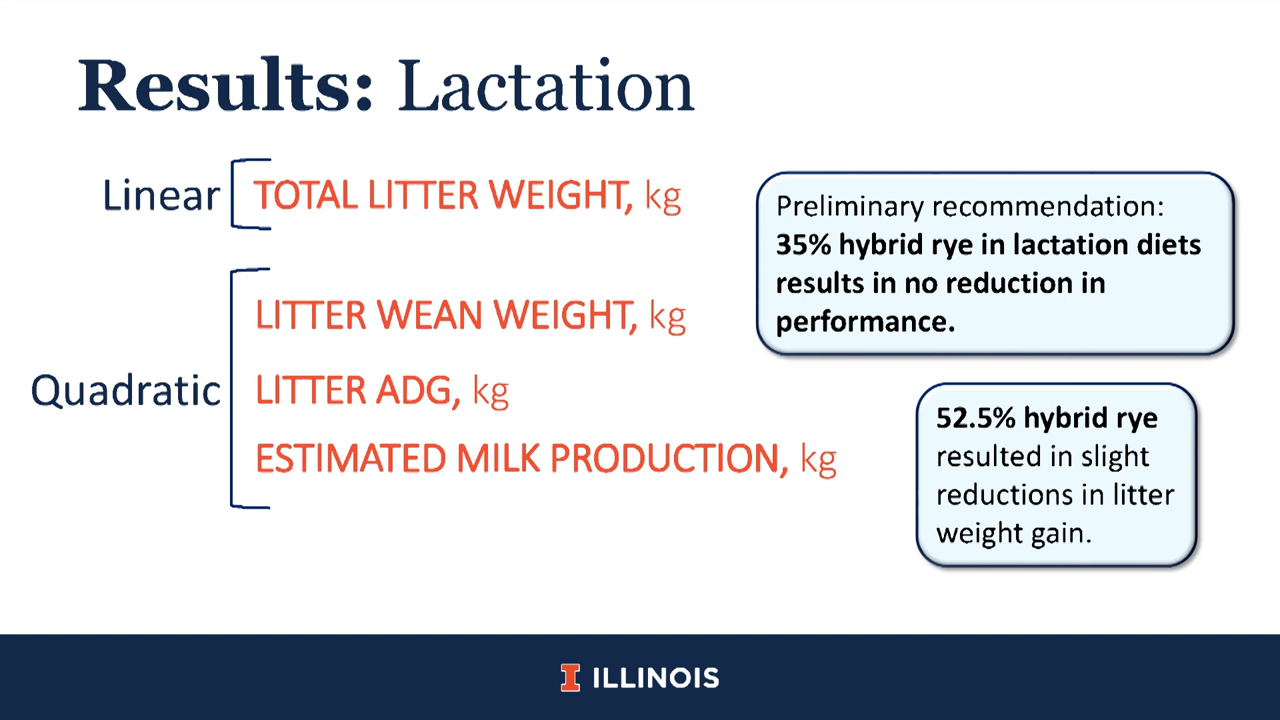 Results: Lactation
Linear
TOTAL LITTER WEIGHT, kg
Quadratic
LITTER WEAN WEIGHT, kg
LITTER ADG, kg
ESTIMATED MILK PRODUCTION, kg
Preliminary recommendation:
35% hybrid rye in lactation diets
results in no reduction in
performance.
52.5% hybrid rye
resulted in slight
reductions in litter
weight gain.
I ILLINOIS